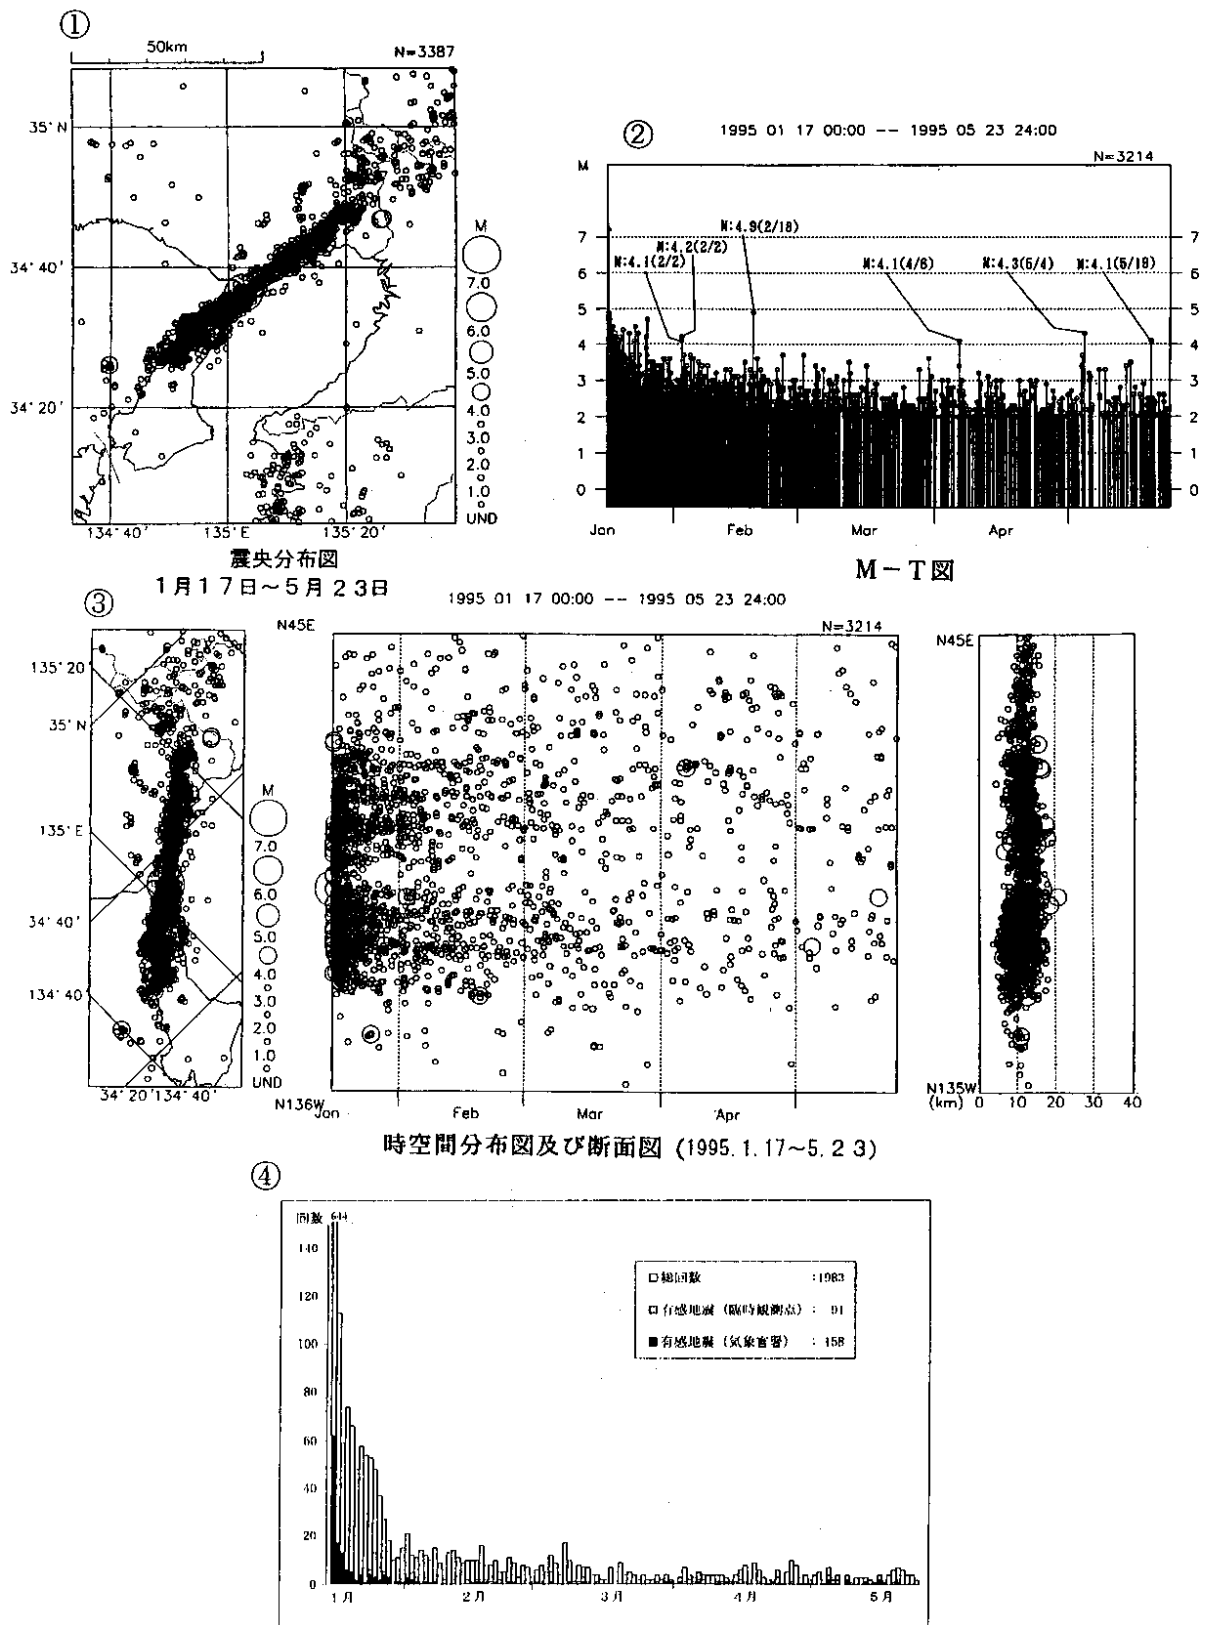 ①
50km
N=3387
35°N
34°40'
34°20'
134°40'
135°E
135°20'
M
7.0
6.0
5.0
4.0
3.0
2.0
1.0
UND
震央分布図
1月17日~5月23日
②
1995 01 17 00:00 -- 1995 05 23 24:00
M
N=3214
M:4.9(2/18)
M:4.2(2/2)
M:4.1(2/2)
M:4.1(4/6)
M:4.3(5/4)
M:4.1(5/18)
7
6
5
4
3
2
1
0
7
6
5
4
3
2
1
0
Jan
Feb
Mar
Apr
M-T図
③
1995 01 17 00:00 -- 1995 05 23 24:00
135°20'
35°N
135°E
34°40'
134°40'
34°20'134°40'
M
7.0
6.0
5.0
4.0
3.0
2.0
1.0
UND
N45E
N=3214
N136W
Jan
Feb
Mar
Apr
N45E
N135W
(km)
0
10
20
30
40
時空間分布図及び断面図 (1995.1.17~5.23)
④
回数
644
140
120
100
80
60
40
20
0
総回数 :1983
有感地震(臨時観測点): 91
有感地震(気象官署): 158
1月
2月
3月
4月
5月